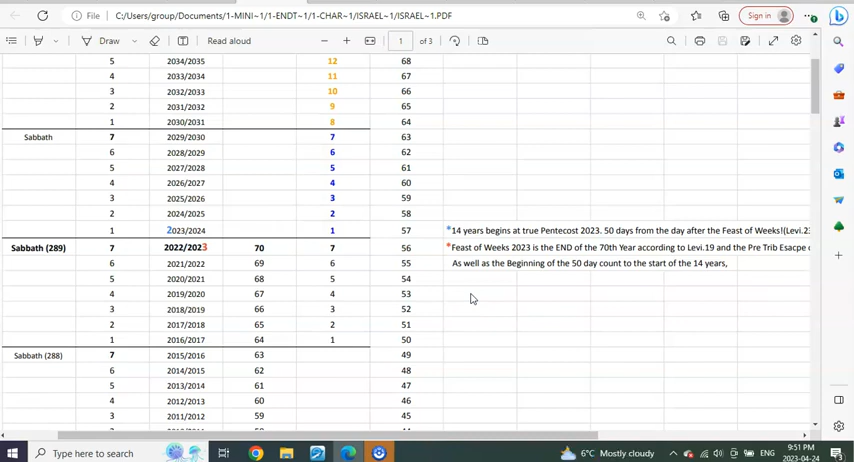 C:/Users/group/Documents/1-MINI~1/1-ENDT~1/1-CHAR~1/ISRAEL~1/ISRAEL~1.PDF
File
Sign in
Draw
Read aloud
1
of 3
5 2034/2035 12 68
4 2033/2034 11 67
3 2032/2033 10 66
2 2031/2032 9 65
1 2030/2031 8 64
Sabbath 7 2029/2030 7 63
6 2028/2029 6 62
5 2027/2028 5 61
4 2026/2027 4 60
3 2025/2026 3 59
2 2024/2025 2 58
1 2023/2024 1 57 *14 years begins at true Pentecost 2023. 50 days from the day after the Feast of Weeks!(Levi.23
Sabbath (289) 7 2022/2023 70 7 56 *Feast of Weeks 2023 is the END of the 70th Year according to Levi.19 and the Pre Trib Esacpe o
6 2021/2022 69 6 55 As well as the Beginning of the 50 day count to the start of the 14 years,
5 2020/2021 68 5 54
4 2019/2020 67 4 53
3 2018/2019 66 3 52
2 2017/2018 65 2 51
1 2016/2017 64 1 50
Sabbath (288) 7 2015/2016 63 49
6 2014/2015 62 48
5 2013/2014 61 47
4 2012/2013 60 46
3 2011/2012 59 45
Type here to search
6°C Mostly cloudy
ENG
9:51 PM
2023-04-24